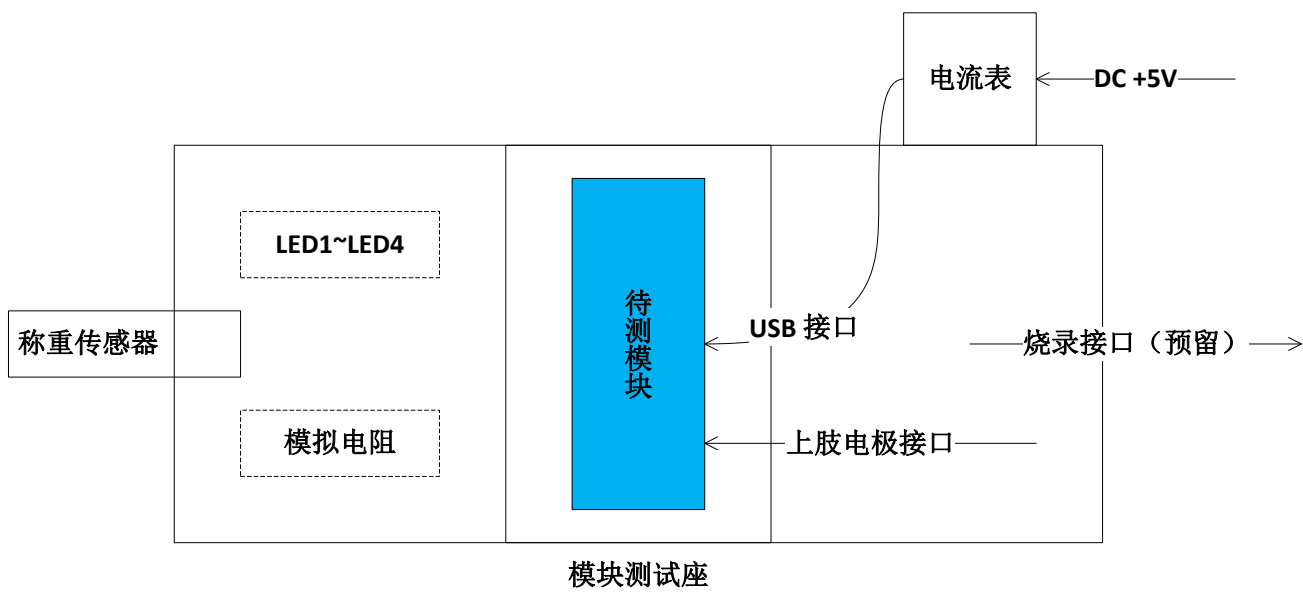 电流表
DC +5V
LED1~LED4
待测模块
称重传感器
USB 接口
烧录接口（预留）
模拟电阻
上肢电极接口
模块测试座